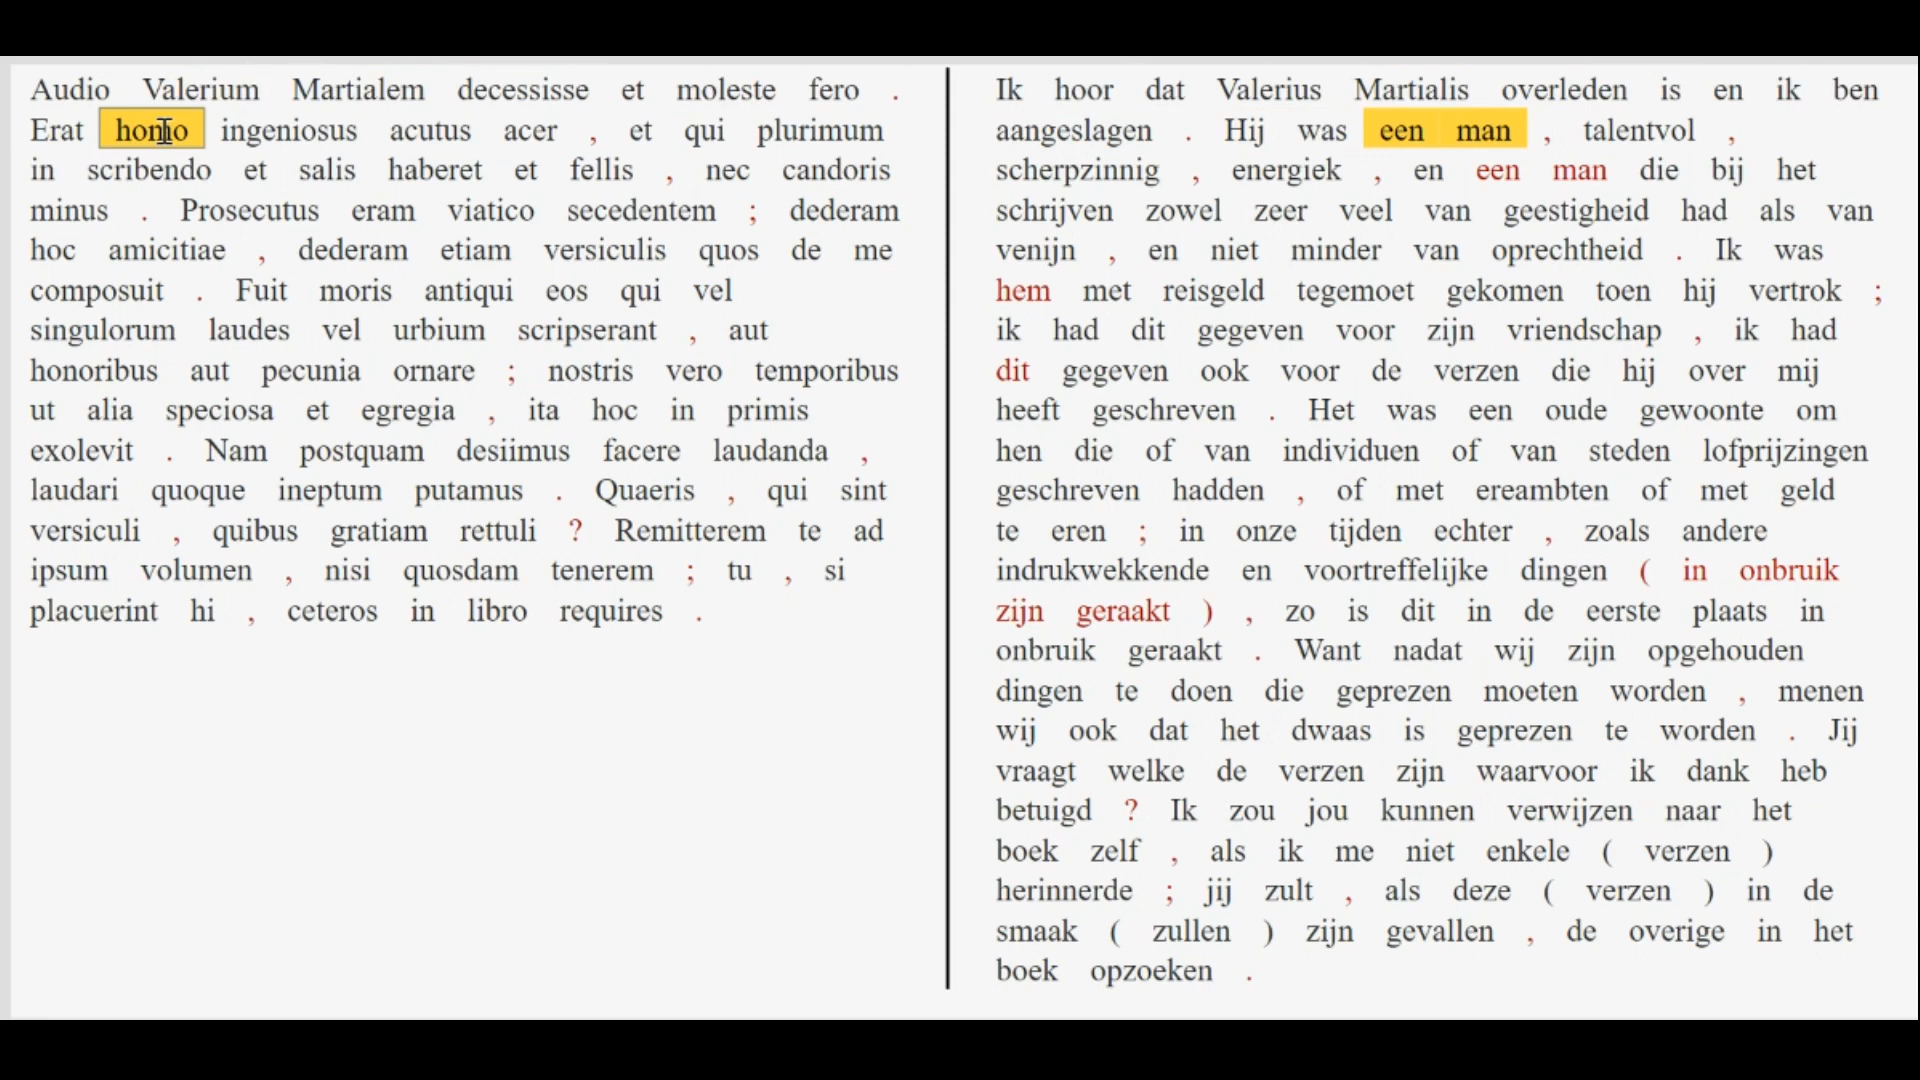 Audio Valerium Martialem decessisse et moleste fero .
Erat homo ingeniosus acutus acer , et qui plurimum
in scribendo et salis haberet et fellis , nec candoris
minus . Prosecutus eram viatico secedentem ; dederam
hoc amicitiae , dederam etiam versiculis quos de me
composuit . Fuit moris antiqui eos qui vel
singulorum laudes vel urbium scripserant , aut
honoribus aut pecunia ornare ; nostris vero temporibus
ut alia speciosa et egregia , ita hoc in primis
exolevit . Nam postquam desiimus facere laudanda ,
laudari quoque ineptum putamus . Quaeris , qui sint
versiculi , quibus gratiam rettuli ? Remitterem te ad
ipsum volumen , nisi quosdam tenerem ; tu , si
placuerint hi , ceteros in libro requires .
Ik hoor dat Valerius Martialis overleden is en ik ben
aangeslagen . Hij was een man , talentvol ,
scherpzinnig , energiek , en een man die bij het
schrijven zowel zeer veel van geestigheid had als van
venijn , en niet minder van oprechtheid . Ik was
hem met reisgeld tegemoet gekomen toen hij vertrok ;
ik had dit gegeven voor zijn vriendschap , ik had
dit gegeven ook voor de verzen die hij over mij
heeft geschreven . Het was een oude gewoonte om
hen die of van individuen of van steden lofprijzingen
geschreven hadden , of met ereambten of met geld
te eren ; in onze tijden echter , zoals andere
indrukwekkende en voortreffelijke dingen ( in onbruik
zijn geraakt ) , zo is dit in de eerste plaats in
onbruik geraakt . Want nadat wij zijn opgehouden
dingen te doen die geprezen moeten worden , menen
wij ook dat het dwaas is geprezen te worden . Jij
vraagt welke de verzen zijn waarvoor ik dank heb
betuigd ? Ik zou jou kunnen verwijzen naar het
boek zelf , als ik me niet enkele ( verzen )
herinnerde ; jij zult , als deze ( verzen ) in de
smaak ( zullen ) zijn gevallen , de overige in het
boek opzoeken .